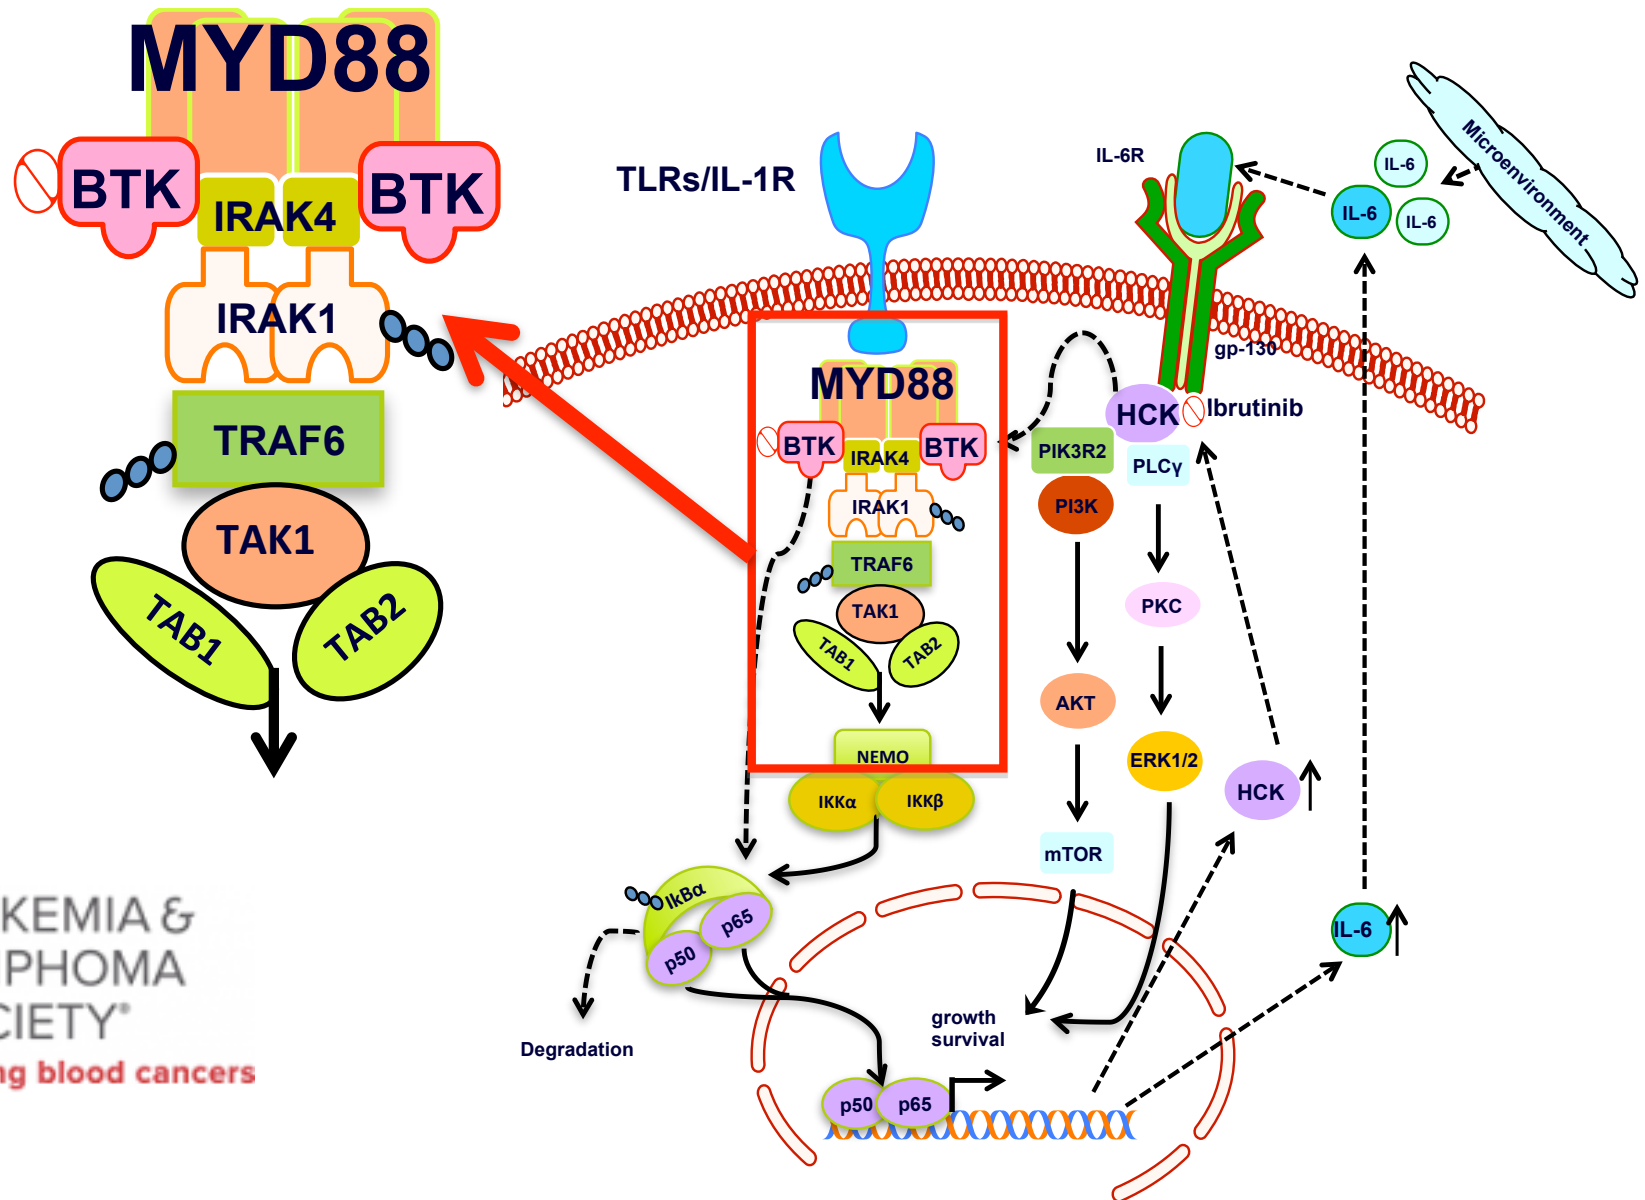 MYD88
BTK
BTK
IRAK4
IRAK1
TRAF6
TAK1
TAB1
TAB2
TLRs/IL-1R
MYD88
BTK
BTK
IRAK4
IRAK1
TRAF6
TAK1
TAB1
TAB2
NEMO
IKKα
IKKβ
IkBα
p65
p50
Degradation
p50
p65
growth
survival
IL-6R
gp-130
HCK
Ibrutinib
PIK3R2
PLCγ
PI3K
PKC
AKT
ERK1/2
mTOR
HCK
IL-6
IL-6
IL-6
IL-6
Microenvironment
KEMIA &
PHOMA
CIETY®
ng blood cancers